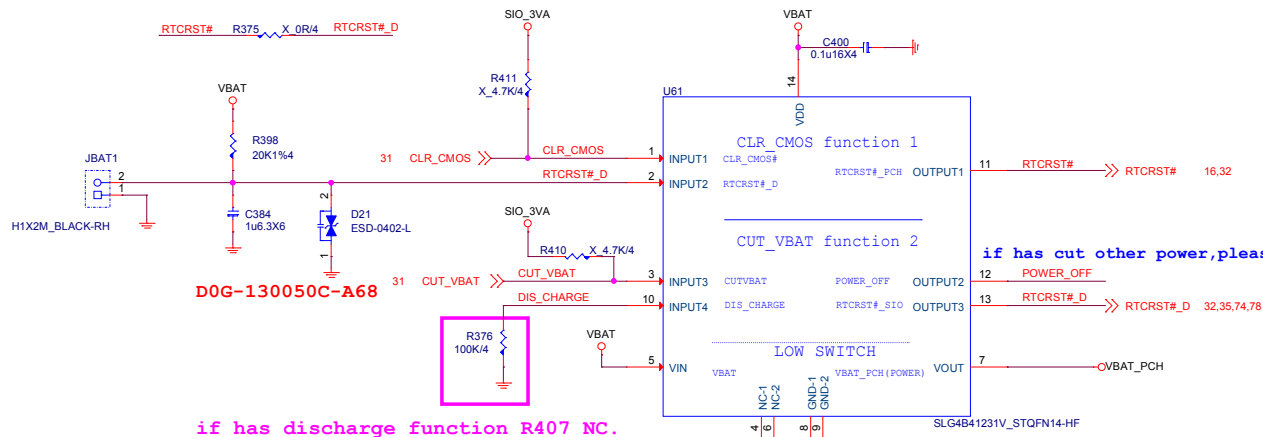 RTCRST# R375 X_0R/4 RTCRST#_D
SIO_3VA
R411
X_4.7K/4
VBAT
C400
0.1u16X4
14
VDD
U61
VBAT
R398
20K1%4
JBAT1
2
1
H1X2M_BLACK-RH
C384
1u6.3X6
2
D21
ESD-0402-L
1
D0G-130050C-A68
31 CLR_CMOS CLR_CMOS 1 INPUT1
RTCRST#_D 2 INPUT2
CLR_CMOS function 1
CLR_CMOS#
RTCRST#_PCH OUTPUT1 11 RTCRST# RTCRST# 16,32
RTCRST#_D
SIO_3VA
R410 X_4.7K/4
31 CUT_VBAT CUT_VBAT 3 INPUT3
DIS_CHARGE 10 INPUT4
CUT_VBAT function 2
if has cut other power,pleas
CUTVBAT POWER_OFF OUTPUT2 12 POWER_OFF
DIS_CHARGE RTCRST#_SIO OUTPUT3 13 RTCRST#_D RTCRST#_D 32,35,74,78
R376
100K/4
VBAT
5 VIN
LOW SWITCH
VBAT VBAT_PCH(POWER) VOUT 7 VBAT_PCH
NC-1 NC-2 GND-1 GND-2
4 6 8 9
SLG4B41231V_STQFN14-HF
if has discharge function R407 NC.